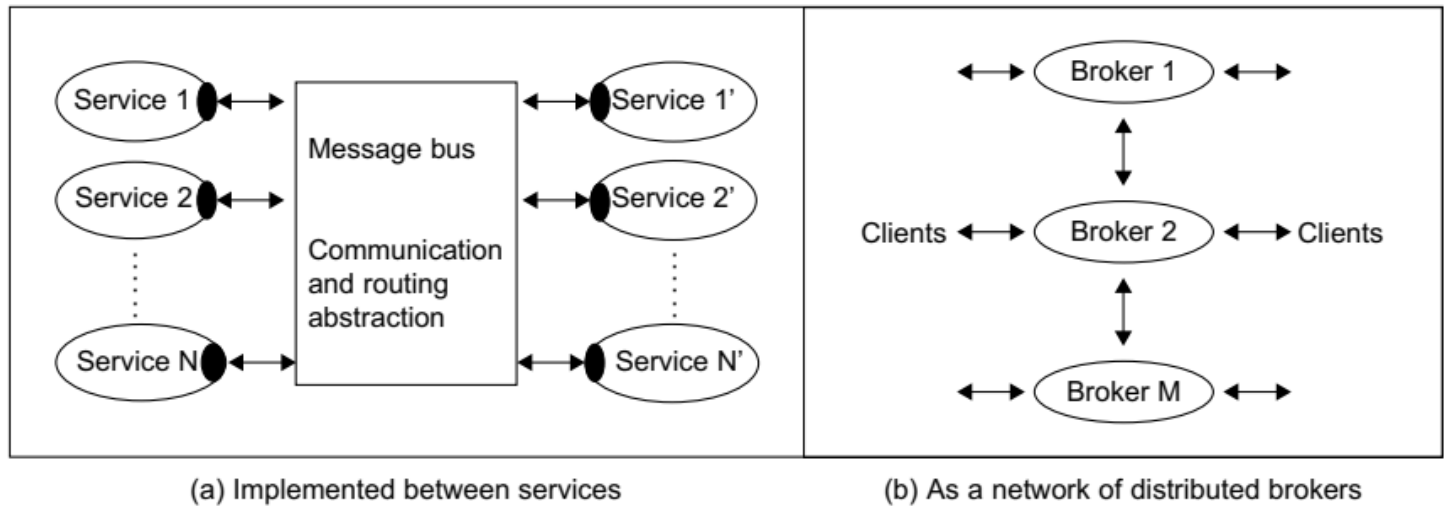 Service 1
Service 2
Service N
Message bus
Communication
and routing
abstraction
Service 1’
Service 2’
Service N’
(a) Implemented between services
Broker 1
Clients
Broker 2
Clients
Broker M
(b) As a network of distributed brokers